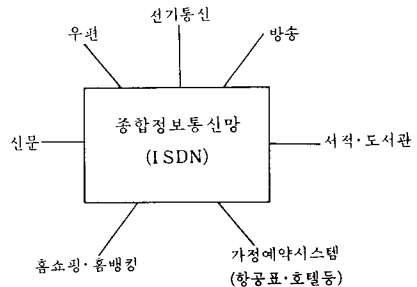 전기통신
우편
방송
종합정보통신망
(ISDN)
신문
서적·도서관
홈쇼핑·홈뱅킹
가정예약시스템
(항공표·호텔등)